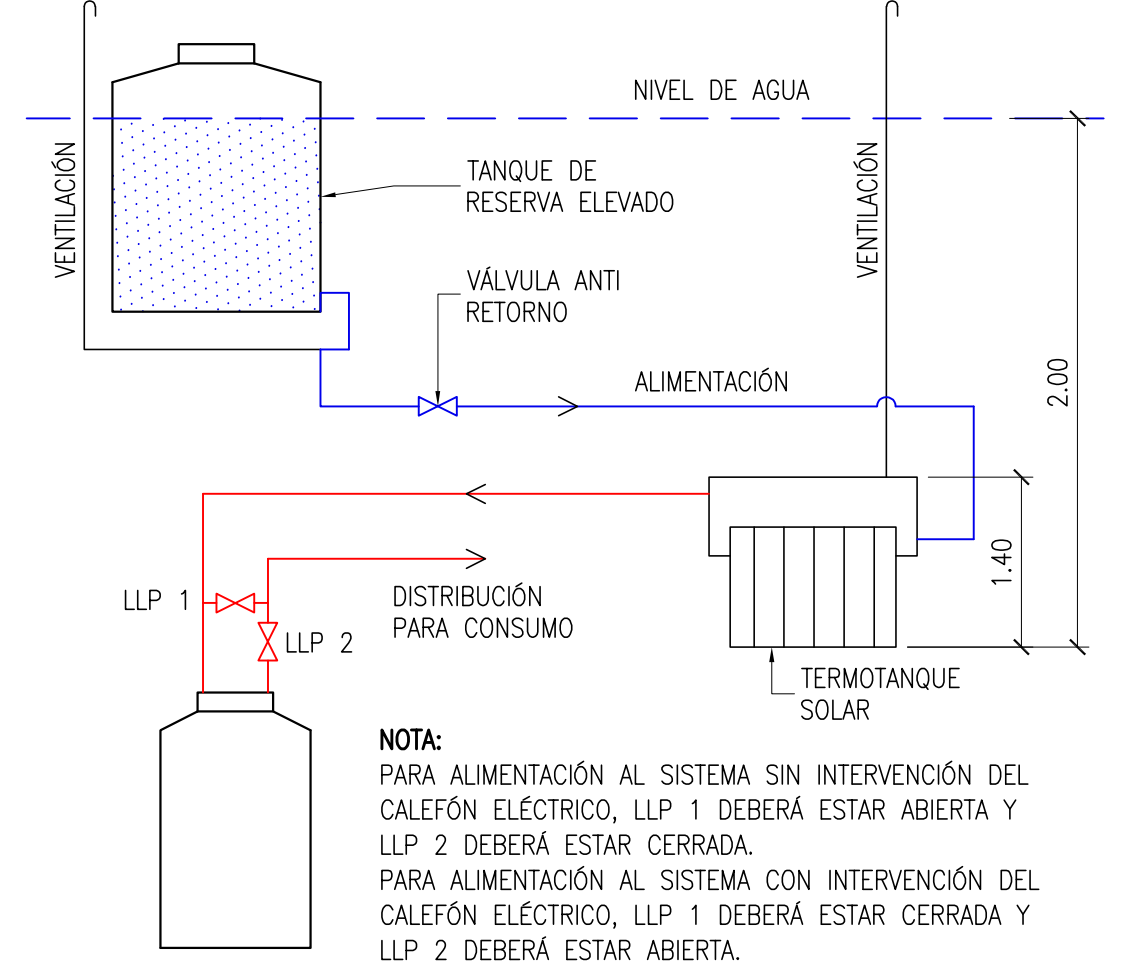 NIVEL DE AGUA
VENTILACIÓN
TANQUE DE
RESERVA ELEVADO
VENTILACIÓN
VÁLVULA ANTI
RETORNO
ALIMENTACIÓN
2.00
1.40
LLP 1
DISTRIBUCIÓN
PARA CONSUMO
LLP 2
TERMOTANQUE
SOLAR
NOTA:
PARA ALIMENTACIÓN AL SISTEMA SIN INTERVENCIÓN DEL
CALEFÓN ELÉCTRICO, LLP 1 DEBERÁ ESTAR ABIERTA Y
LLP 2 DEBERÁ ESTAR CERRADA.
PARA ALIMENTACIÓN AL SISTEMA CON INTERVENCIÓN DEL
CALEFÓN ELÉCTRICO, LLP 1 DEBERÁ ESTAR CERRADA Y
LLP 2 DEBERÁ ESTAR ABIERTA.